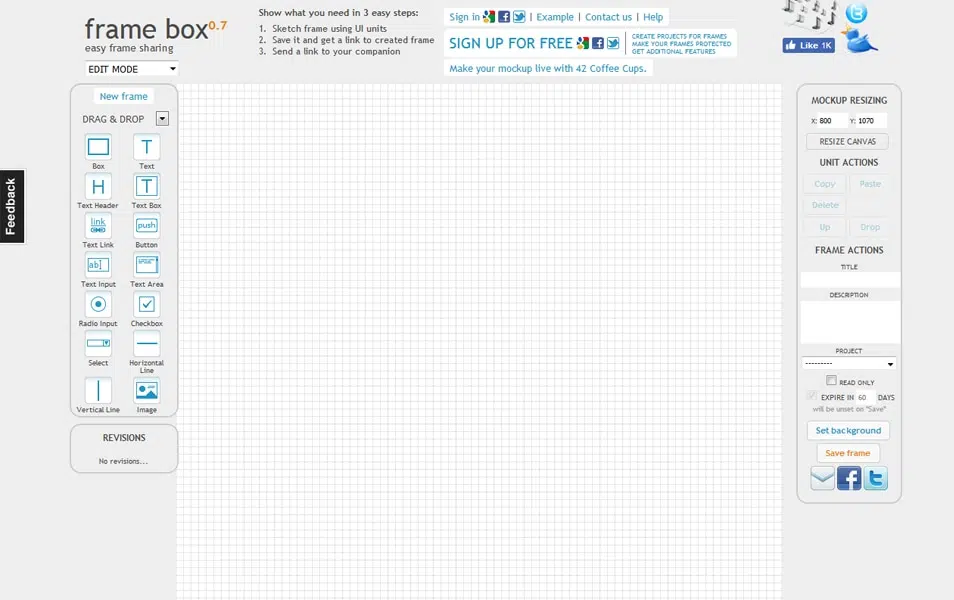 frame box0.7
easy frame sharing
EDIT MODE
Show what you need in 3 easy steps:
1. Sketch frame using UI units
2. Save it and get a link to created frame
3. Send a link to your companion
Sign in | Example | Contact us | Help
SIGN UP FOR FREE
CREATE PROJECTS FOR FRAMES
MAKE YOUR FRAMES PROTECTED
GET ADDITIONAL FEATURES
Make your mockup live with 42 Coffee Cups.
Like 1K
Feedback
New frame
DRAG & DROP
Box
T
Text
H
Text Header
T
Text Box
link
Text Link
push
Button
ab
Text Input
Text Area
Radio Input
Checkbox
Select
Horizontal
Line
Vertical Line
Image
REVISIONS
No revisions...
MOCKUP RESIZING
X: 800 Y: 1070
RESIZE CANVAS
UNIT ACTIONS
Copy Paste
Delete
Up Drop
FRAME ACTIONS
TITLE
DESCRIPTION
PROJECT
---------
READ ONLY
EXPIRE IN 60 DAYS
will be unset on "Save"
Set background
Save frame